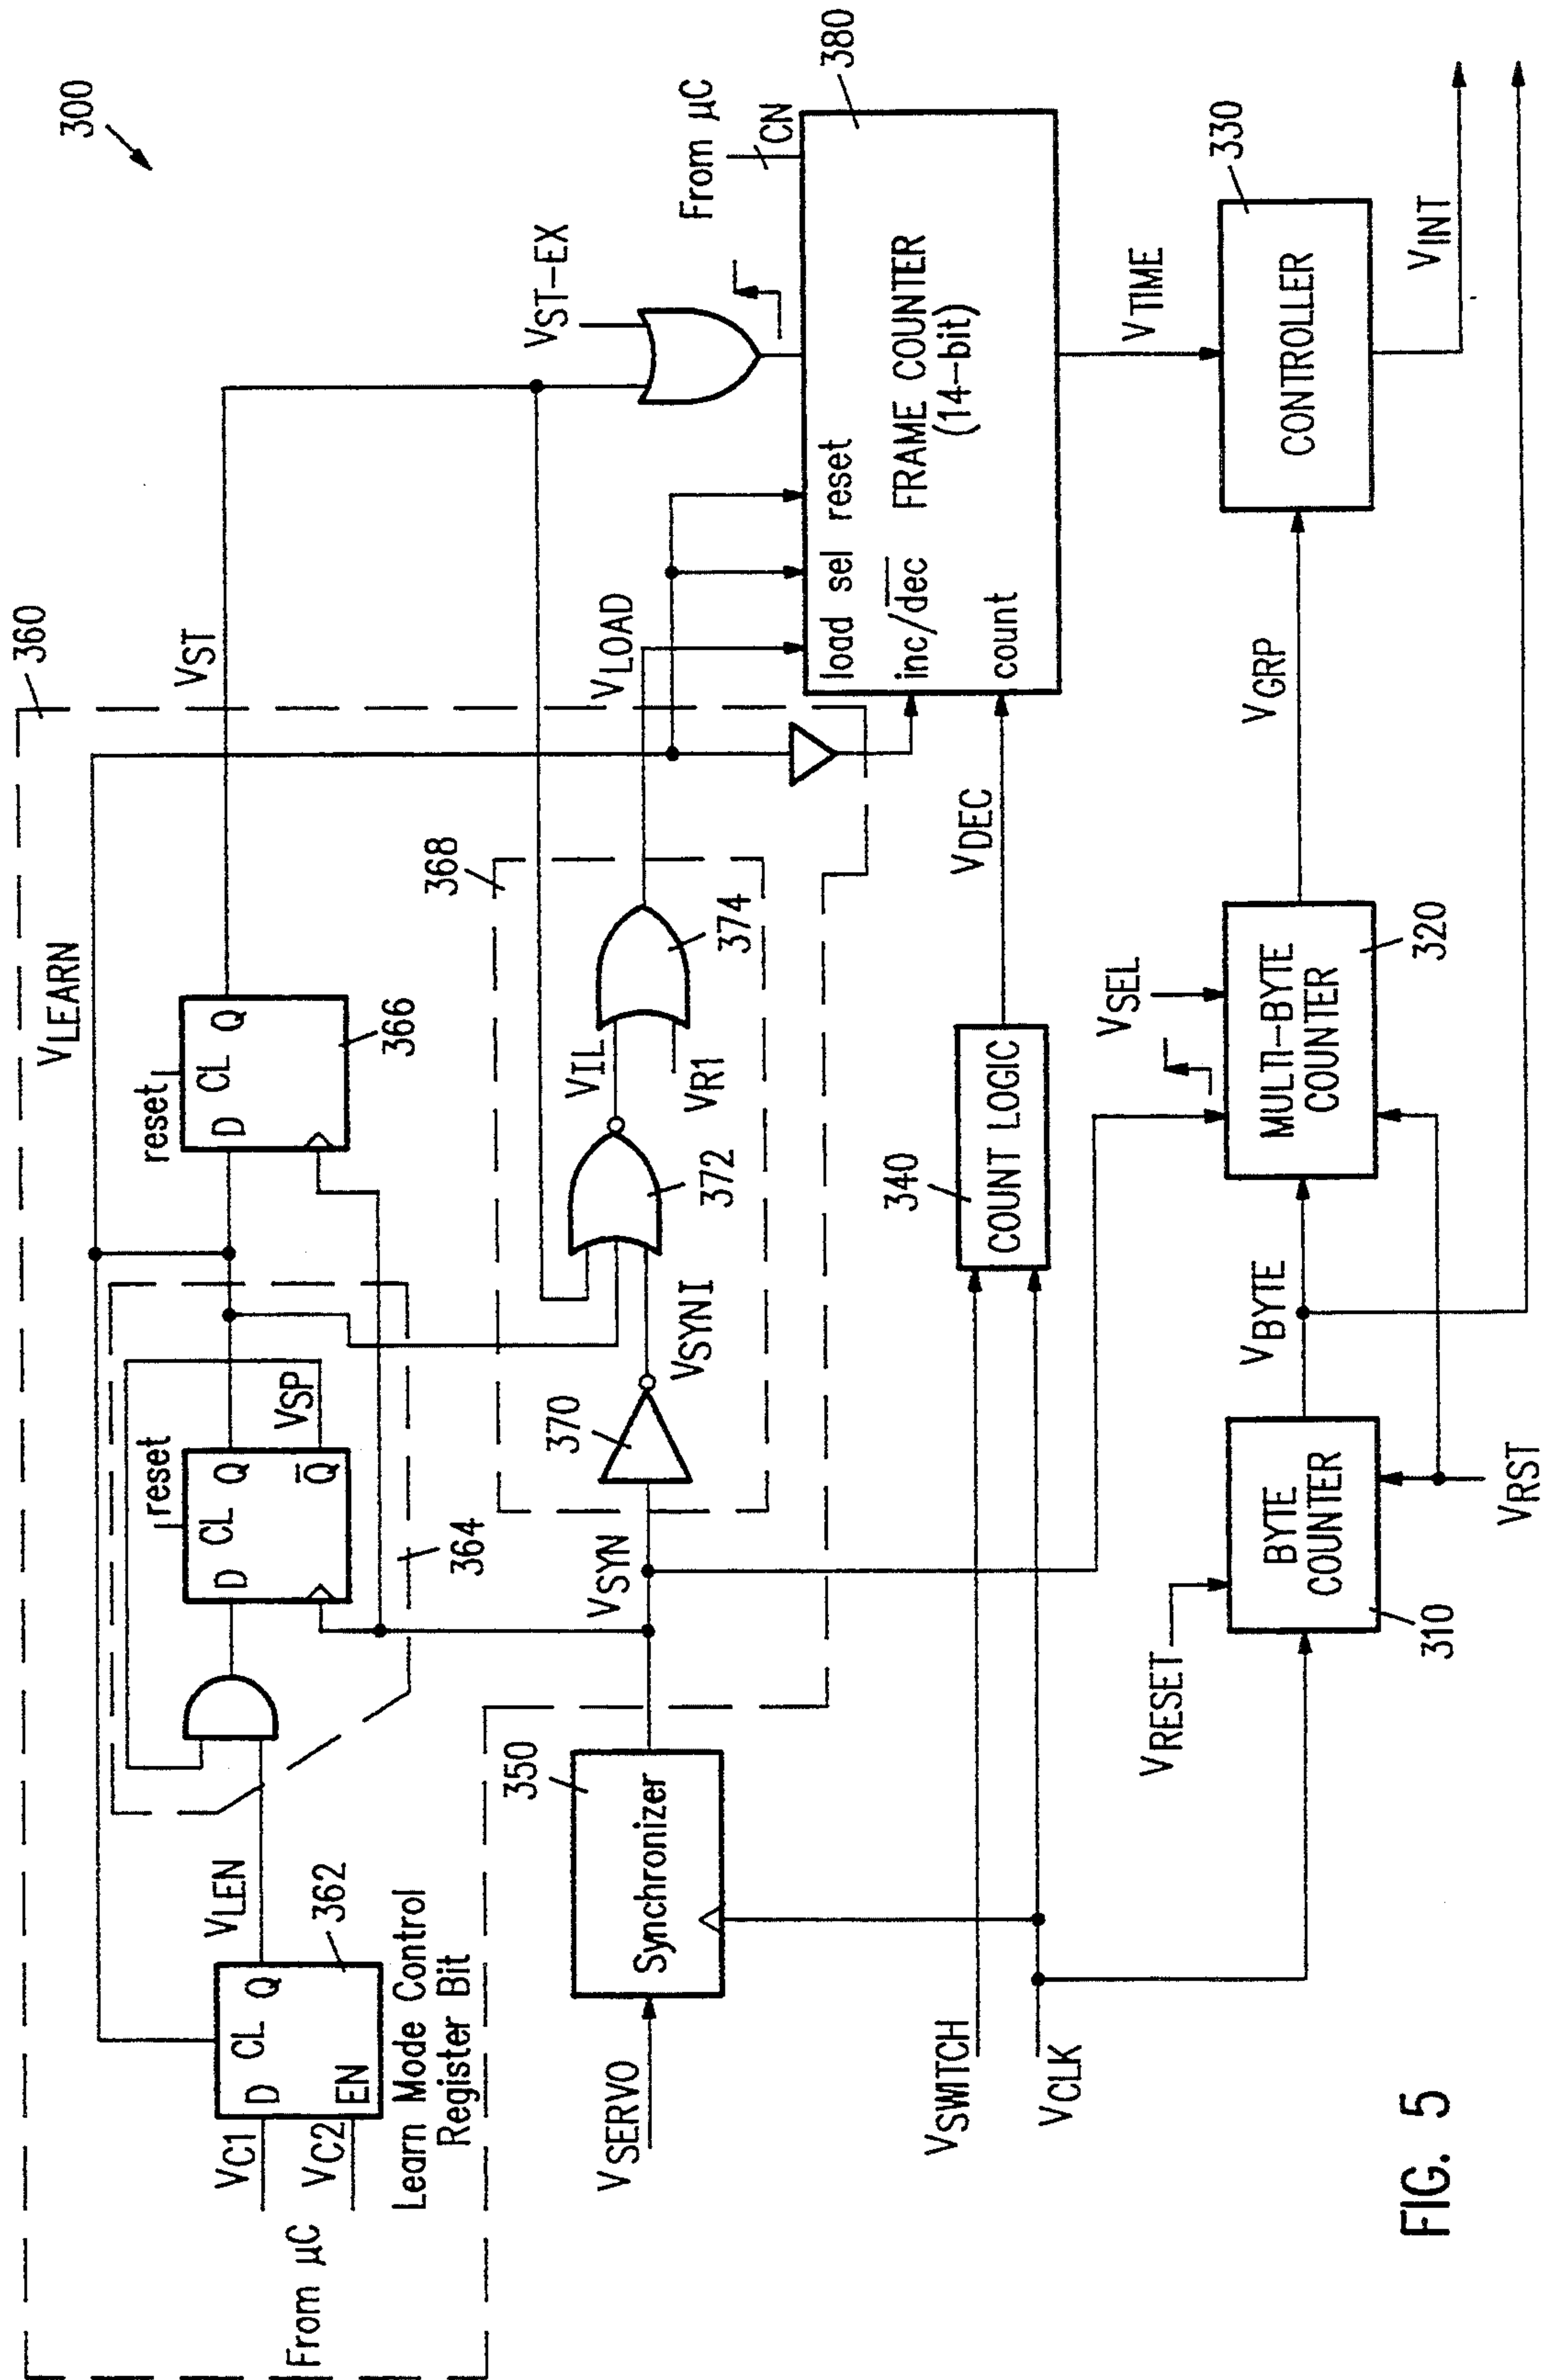 300
360
From μC
VC1
VC2
D CL Q
EN
362
Learn Mode Control
Register Bit
VLEN
364
reset
D CL Q
Q̅
VSP
VLEARN
reset
D CL Q
366
VST
VST-EX
368
370
VSYNI
372
VIL
VR1
374
VLOAD
From μC
CN
380
load sel reset
inc/d̅e̅c̅ FRAME COUNTER
(14-bit)
count
VSERVO
350
Synchronizer
VSYN
VSWITCH
VCLK
340
COUNT LOGIC
VDEC
VTIME
VRESET
310
BYTE
COUNTER
VRST
VBYTE
VSEL
320
MULTI-BYTE
COUNTER
VGRP
330
CONTROLLER
VINT
FIG. 5